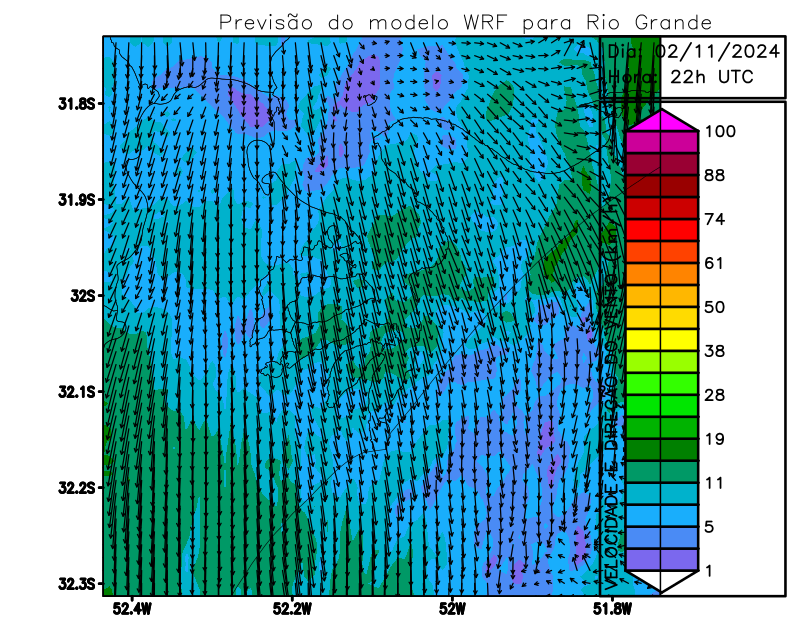 Previsão do modelo WRF para Rio Grande
Dia: 02/11/2024
Hora: 22h UTC
31.8S
31.9S
32S
32.1S
32.2S
32.3S
52.4W
52.2W
52W
51.8W
VELOCIDADE E DIREÇÃO DO VENTO (km/h)
100
88
74
61
50
38
28
19
11
5
1